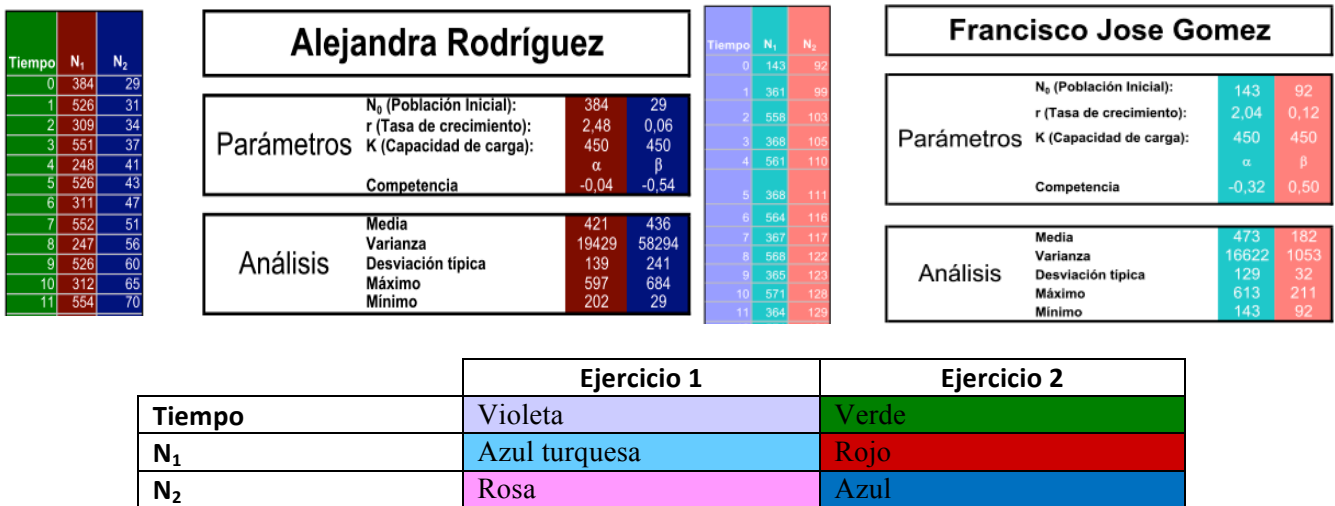 Tiempo N₁ N₂
0 384 29
1 526 31
2 309 34
3 551 37
4 248 41
5 526 43
6 311 47
7 552 51
8 247 56
9 526 60
10 312 65
11 554 70
Alejandra Rodríguez
Parámetros
N₀ (Población Inicial): 384 29
r (Tasa de crecimiento): 2,48 0,06
K (Capacidad de carga): 450 450
α β
Competencia -0,04 -0,54
Análisis
Media 421 436
Varianza 19429 58294
Desviación típica 139 241
Máximo 597 684
Mínimo 202 29
Tiempo N₁ N₂
0 143 92
1 361 99
2 558 103
3 368 105
4 561 110
5 368 111
6 564 116
7 367 117
8 568 122
9 365 123
10 571 128
11 364 129
Francisco Jose Gomez
Parámetros
N₀ (Población Inicial): 143 92
r (Tasa de crecimiento): 2,04 0,12
K (Capacidad de carga): 450 450
α β
Competencia -0,32 0,50
Análisis
Media 473 182
Varianza 16622 1053
Desviación típica 129 32
Máximo 613 211
Mínimo 143 92
Ejercicio 1 Ejercicio 2
Tiempo Violeta Verde
N₁ Azul turquesa Rojo
N₂ Rosa Azul